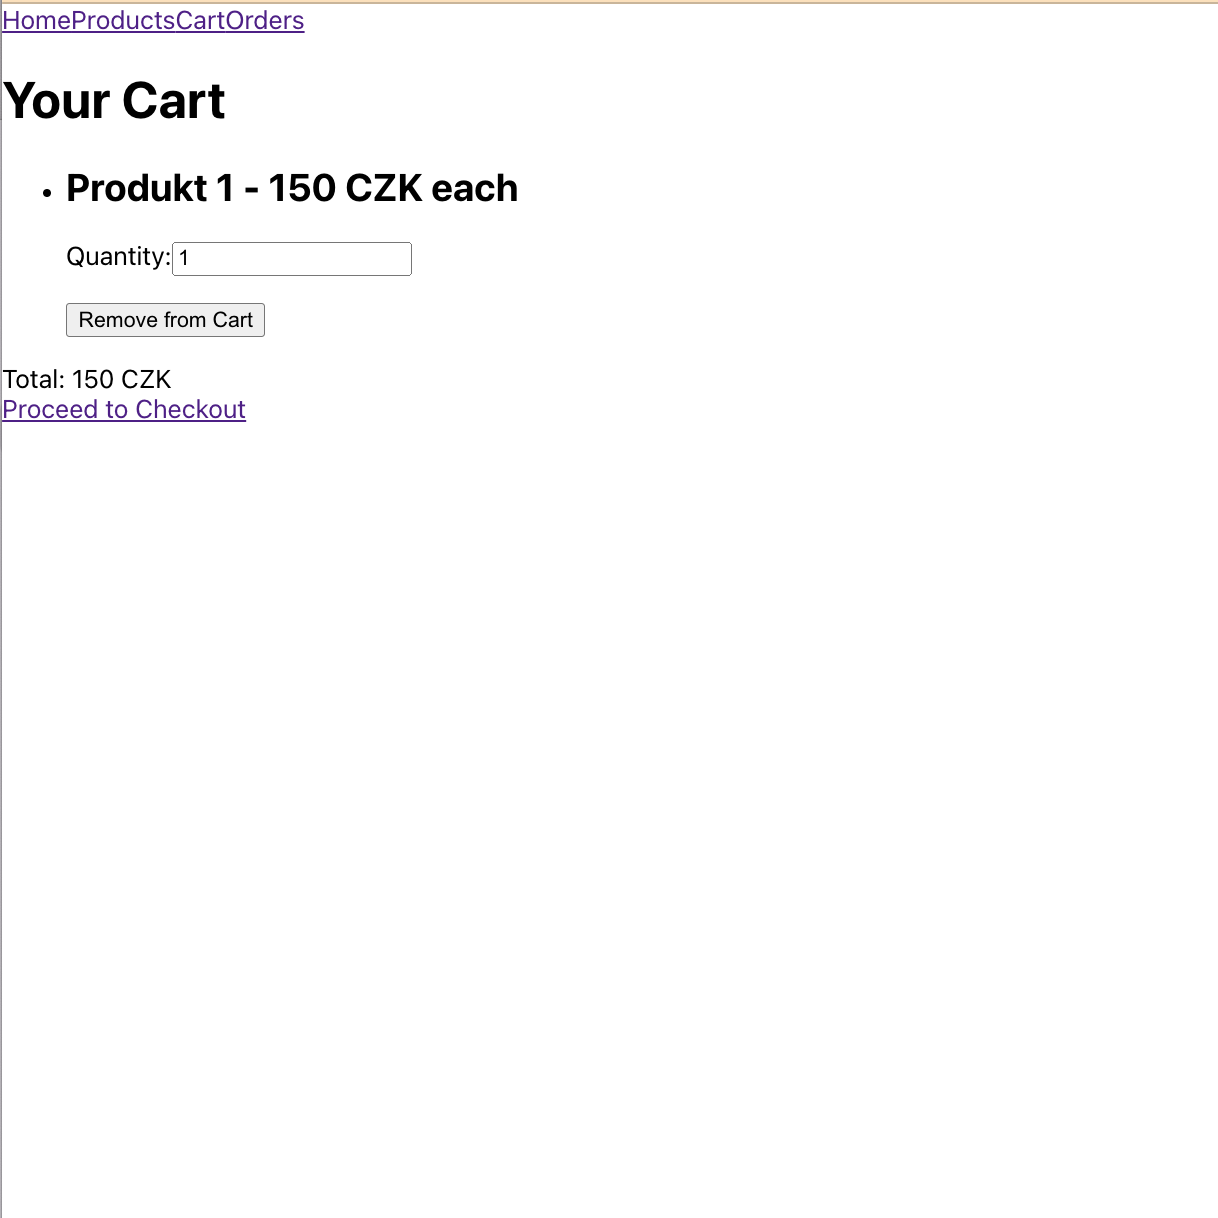 HomeProductsCartOrders
Your Cart
Produkt 1 - 150 CZK each
Quantity: 1
Remove from Cart
Total: 150 CZK
Proceed to Checkout